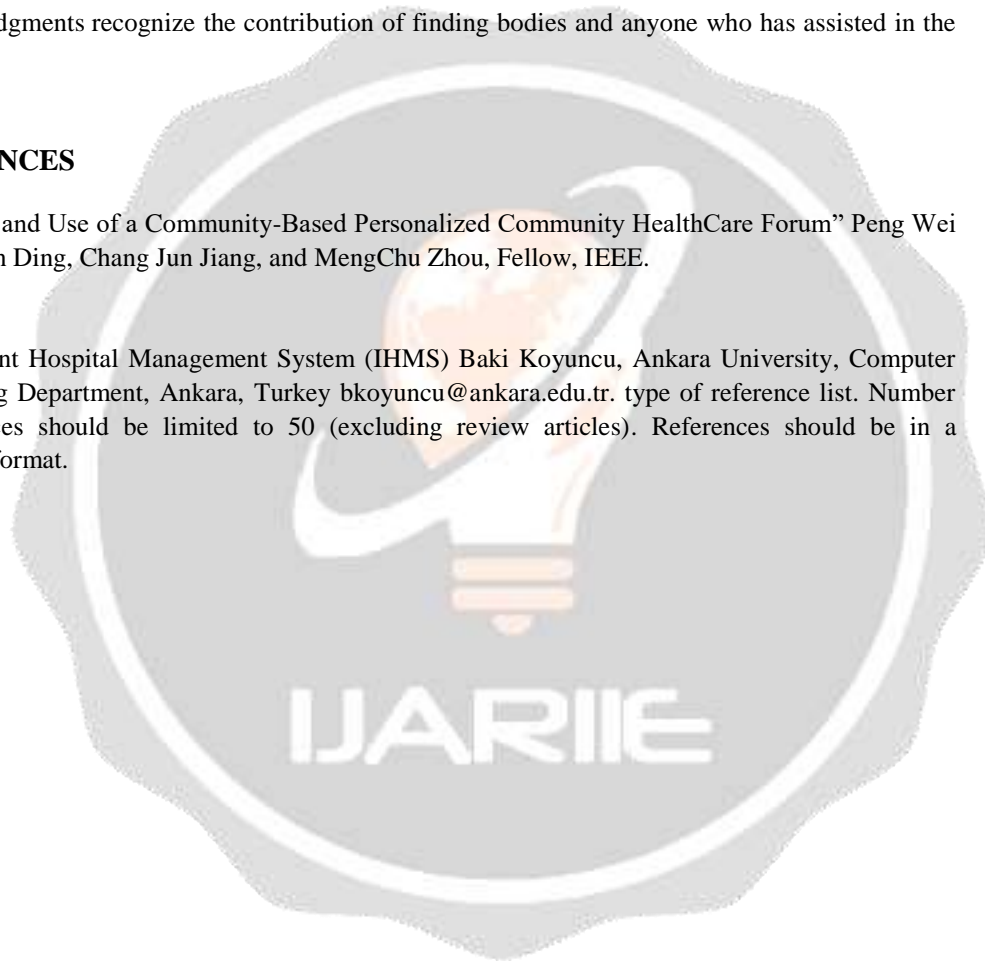 dgments recognize the contribution of finding bodies and anyone who has assisted in the
NCES
and Use of a Community-Based Personalized Community HealthCare Forum” Peng Wei
Ding, Chang Jun Jiang, and MengChu Zhou, Fellow, IEEE.
nt Hospital Management System (IHMS) Baki Koyuncu, Ankara University, Computer
g Department, Ankara, Turkey bkoyuncu@ankara.edu.tr. type of reference list. Number
es should be limited to 50 (excluding review articles). References should be in a
format.
IJARIIE